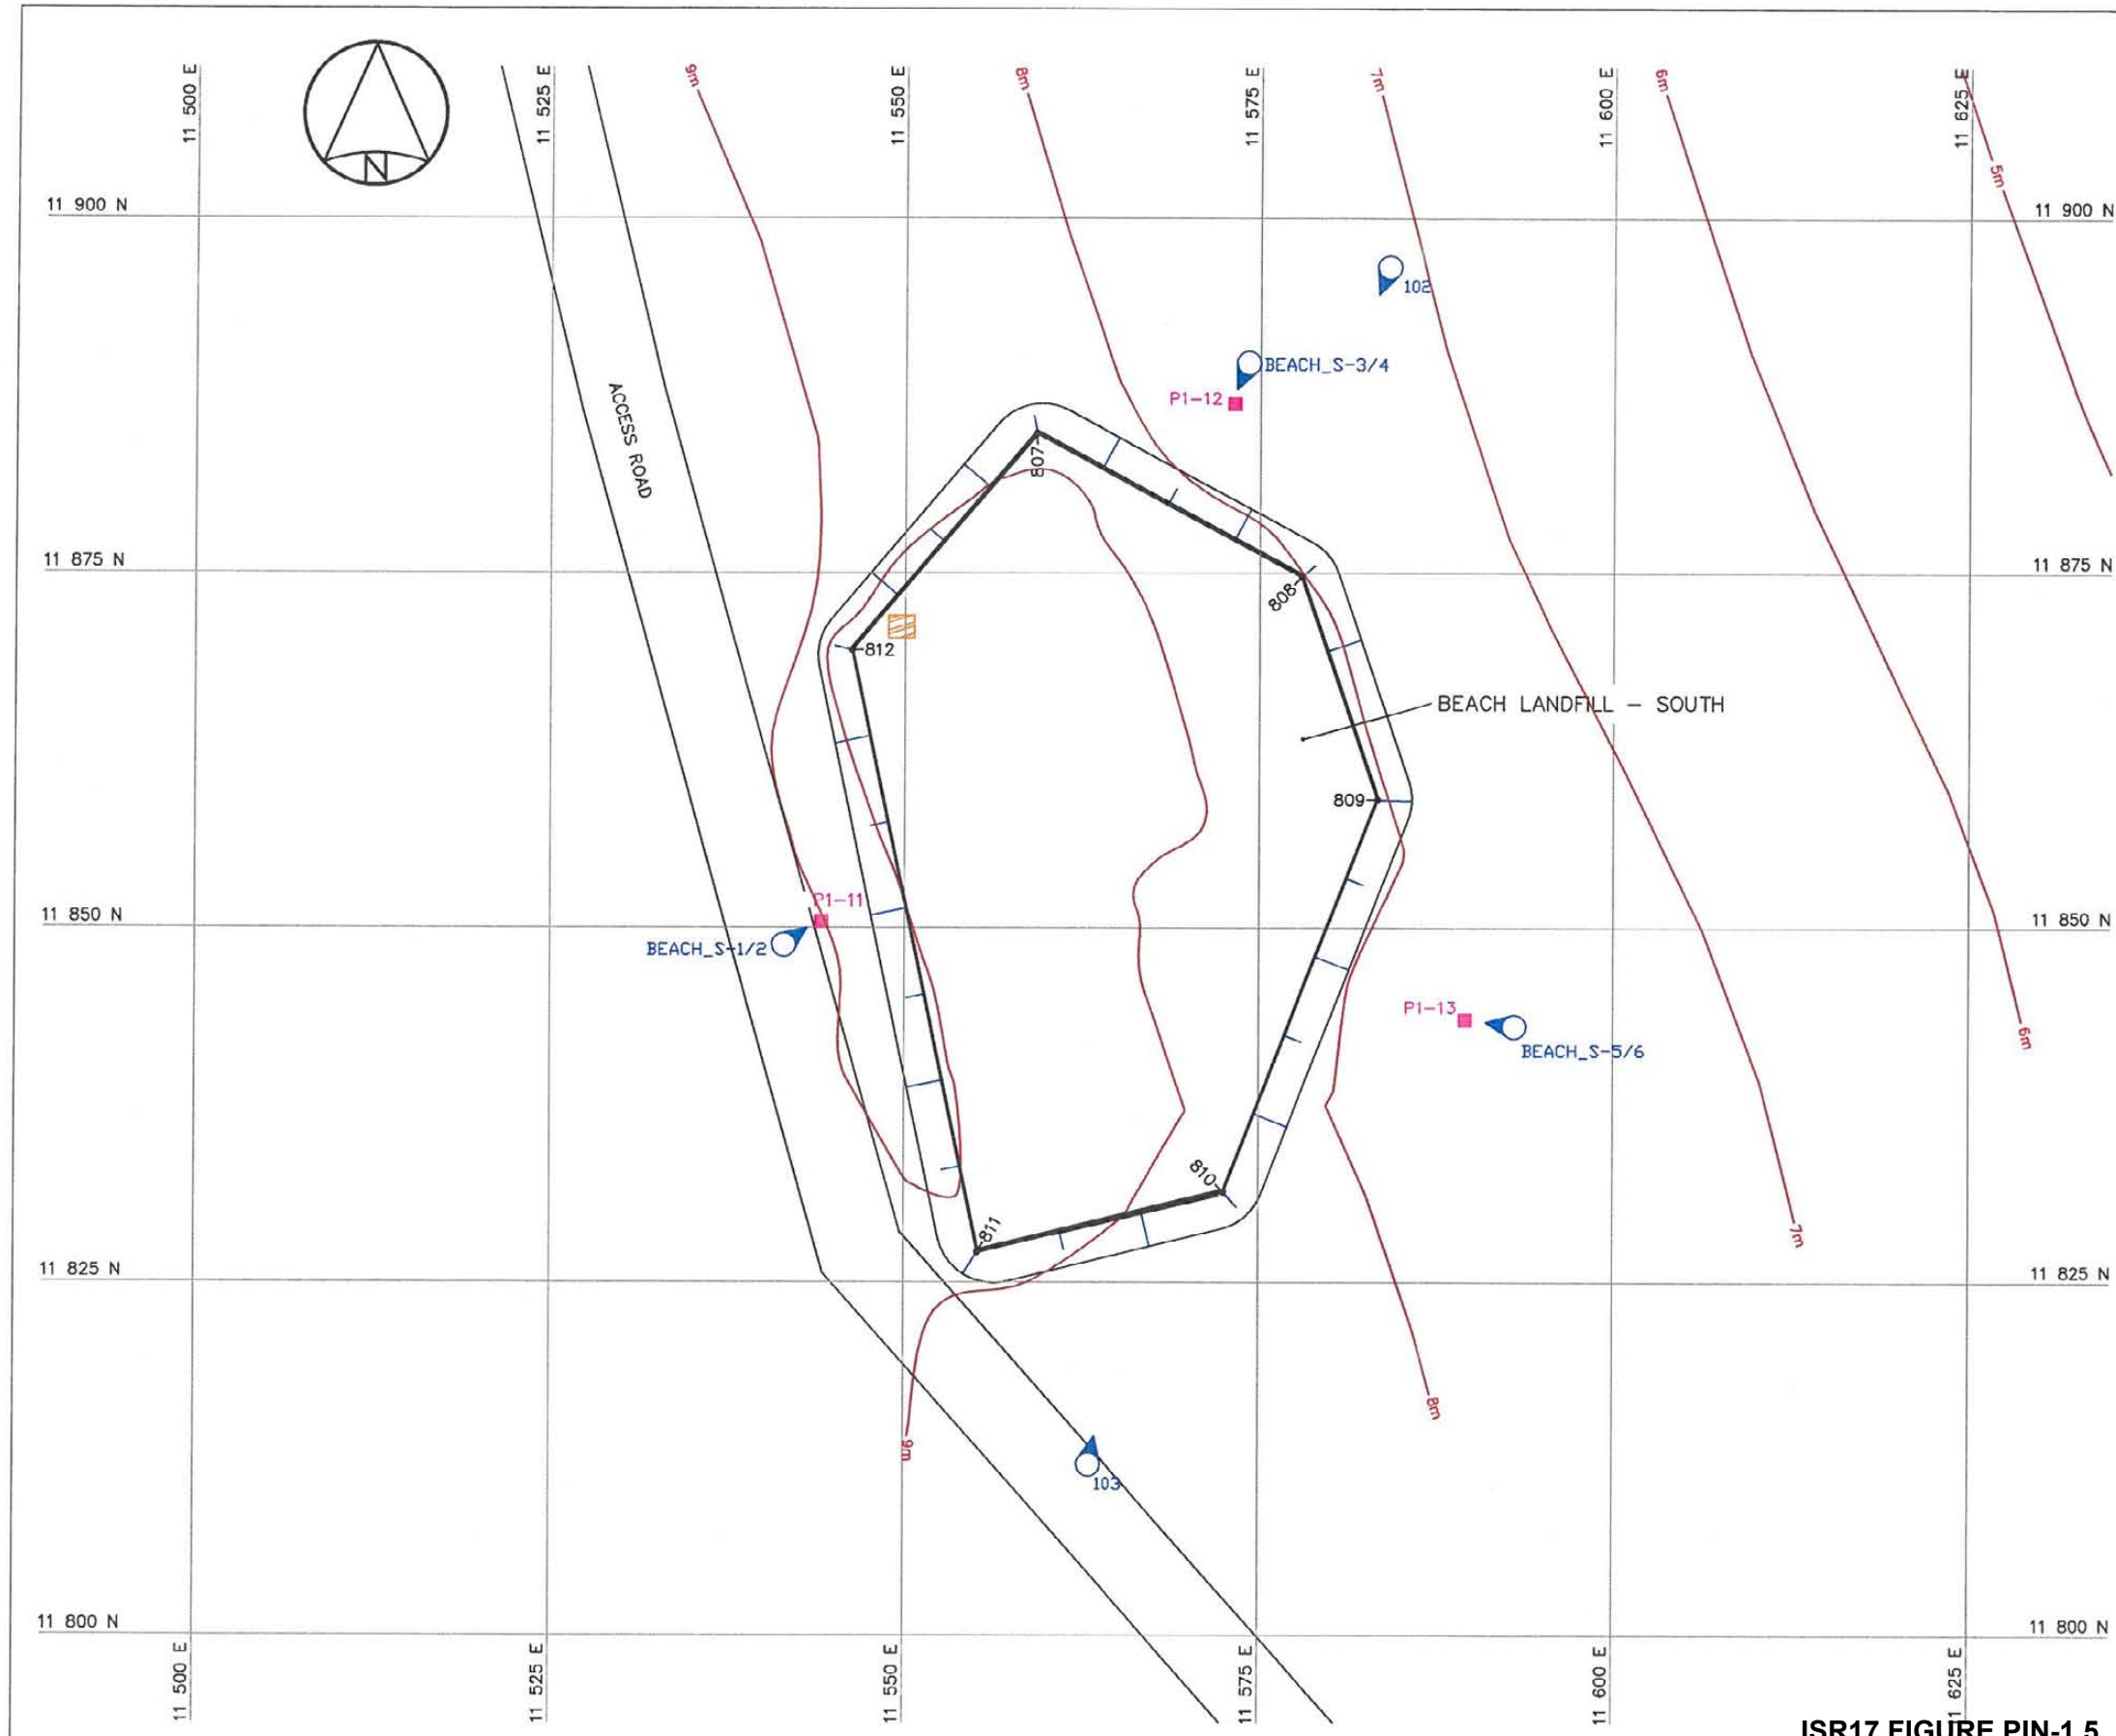 11 500 E
11 525 E
11 550 E
11 575 E
11 600 E
11 625 E
9m
8m
7m
6m
5m
N
11 900 N
11 900 N
102
BEACH_S-3/4
P1-12
ACCESS ROAD
807
11 875 N
11 875 N
808
812
BEACH LANDFILL - SOUTH
809
P1-11
11 850 N
11 850 N
BEACH_S-1/2
P1-13
BEACH_S-5/6
6m
810
811
7m
11 825 N
11 825 N
8m
9m
103
11 800 N
11 800 N
11 500 E
11 525 E
11 550 E
11 575 E
11 600 E
11 625 E
ISR17 FIGURE PIN-1.5